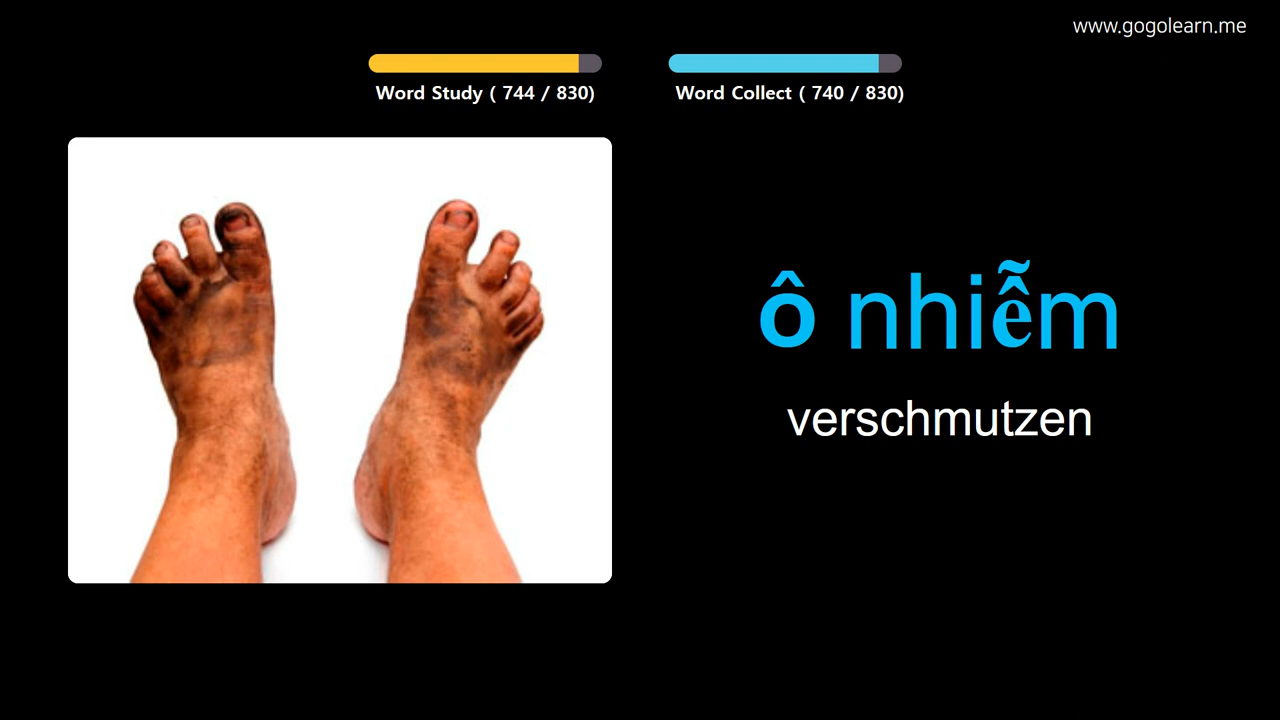 www.gogolearn.me
Word Study ( 744 / 830)
Word Collect ( 740 / 830)
ô nhiễm
verschmutzen